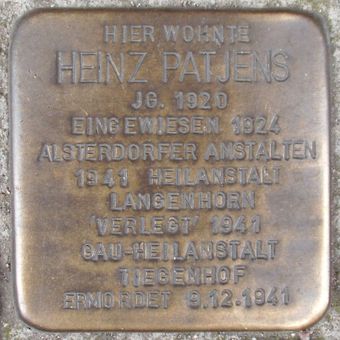 HIER WOHNTE
HEINZ PATJENS
JG. 1920
EINGEWIESEN 1924
ALSTERDORFER ANSTALTEN
1941 HEILANSTALT
LANGENHORN
'VERLEGT' 1941
GAU-HEILANSTALT
TIEGENHOF
ERMORDET 9.12.1941